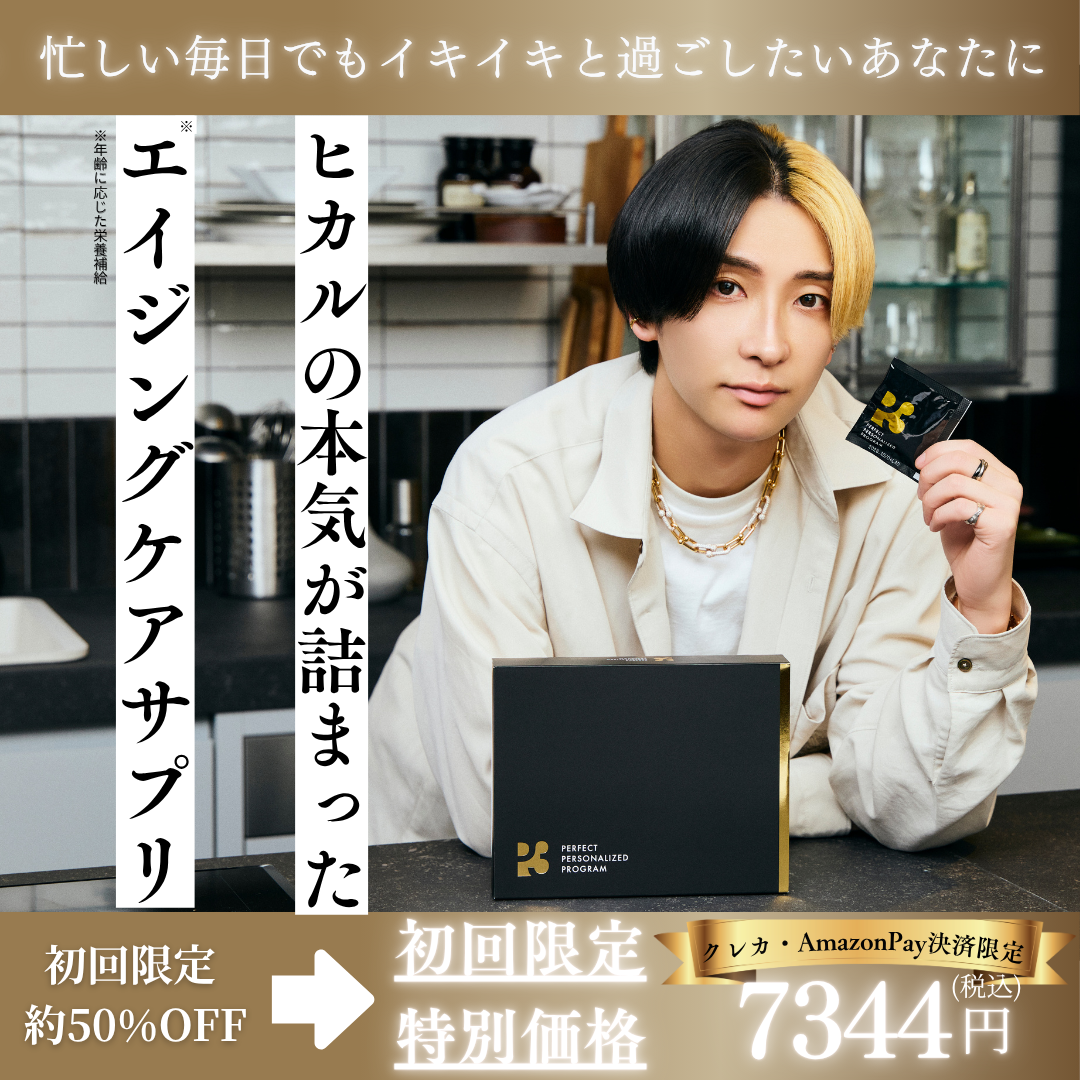 忙しい毎日でもイキイキと過ごしたいあなたに
ヒカルの本気が詰まった
※
エイジングケアサプリ
※年齢に応じた栄養補給
PERFECT
PERSONALIZED
PROGRAM
PERFECT
PERSONALIZED
PROGRAM
初回限定
約50%OFF
初回限定
特別価格
クレカ・AmazonPay決済限定
7344円
(税込)